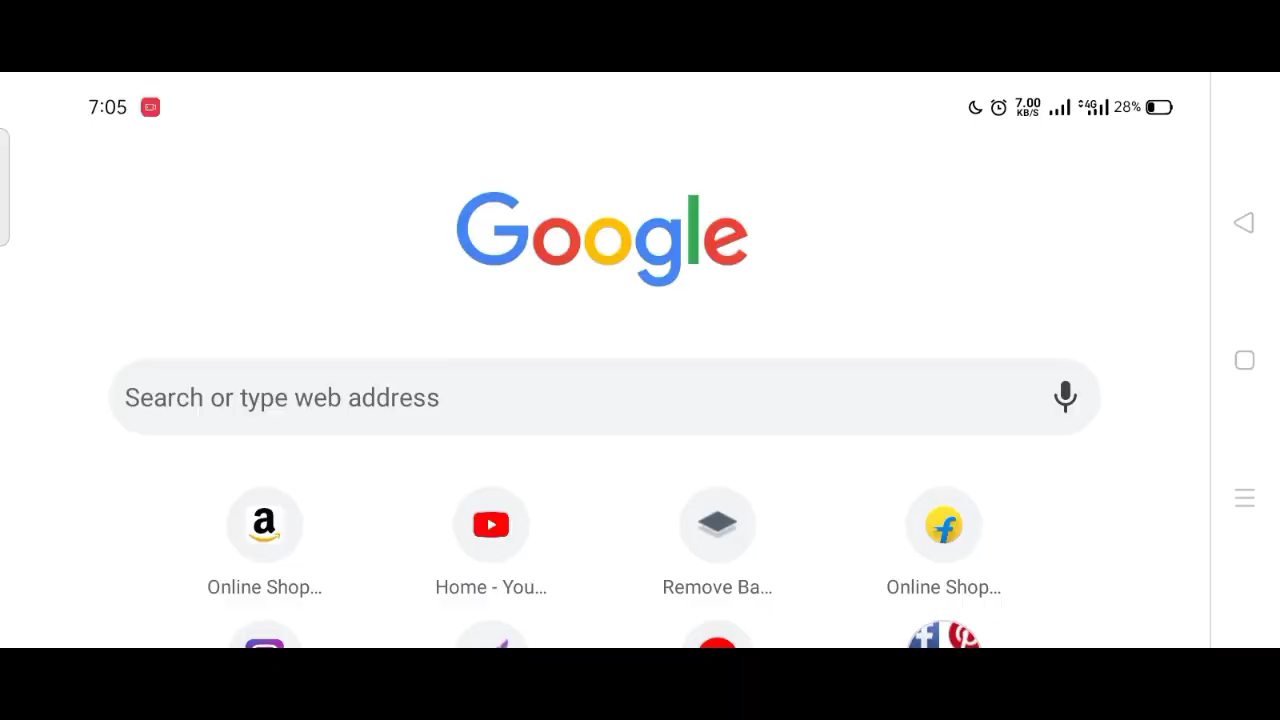 7:05 7.00 KB/S 4G 28%
Google
Search or type web address
a f
Online Shop... Home - You... Remove Ba... Online Shop...
f